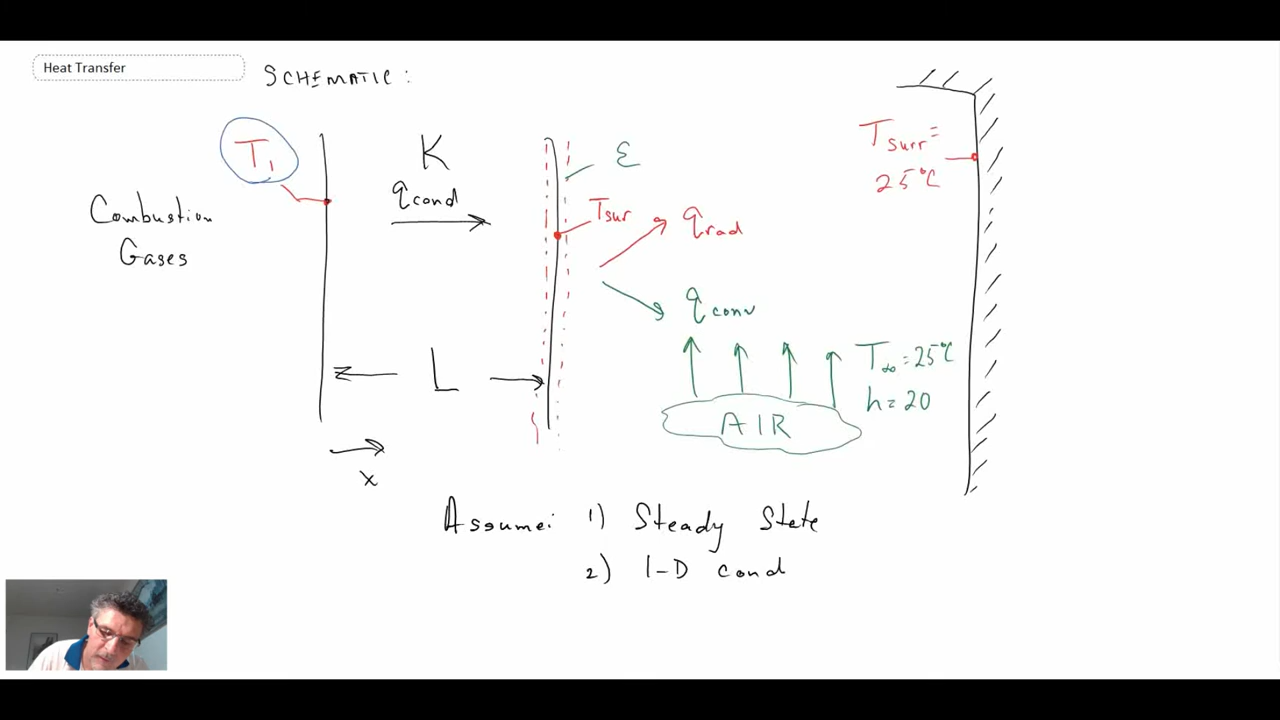 Heat Transfer
SCHEMATIC:
T₁
K
ε
Tsurr =
25°C
qcond
Combustion
Gases
Tsur
qrad
qconv
L
T∞ = 25°C
h = 20
AIR
x
Assume: 1) Steady State
2) 1-D cond